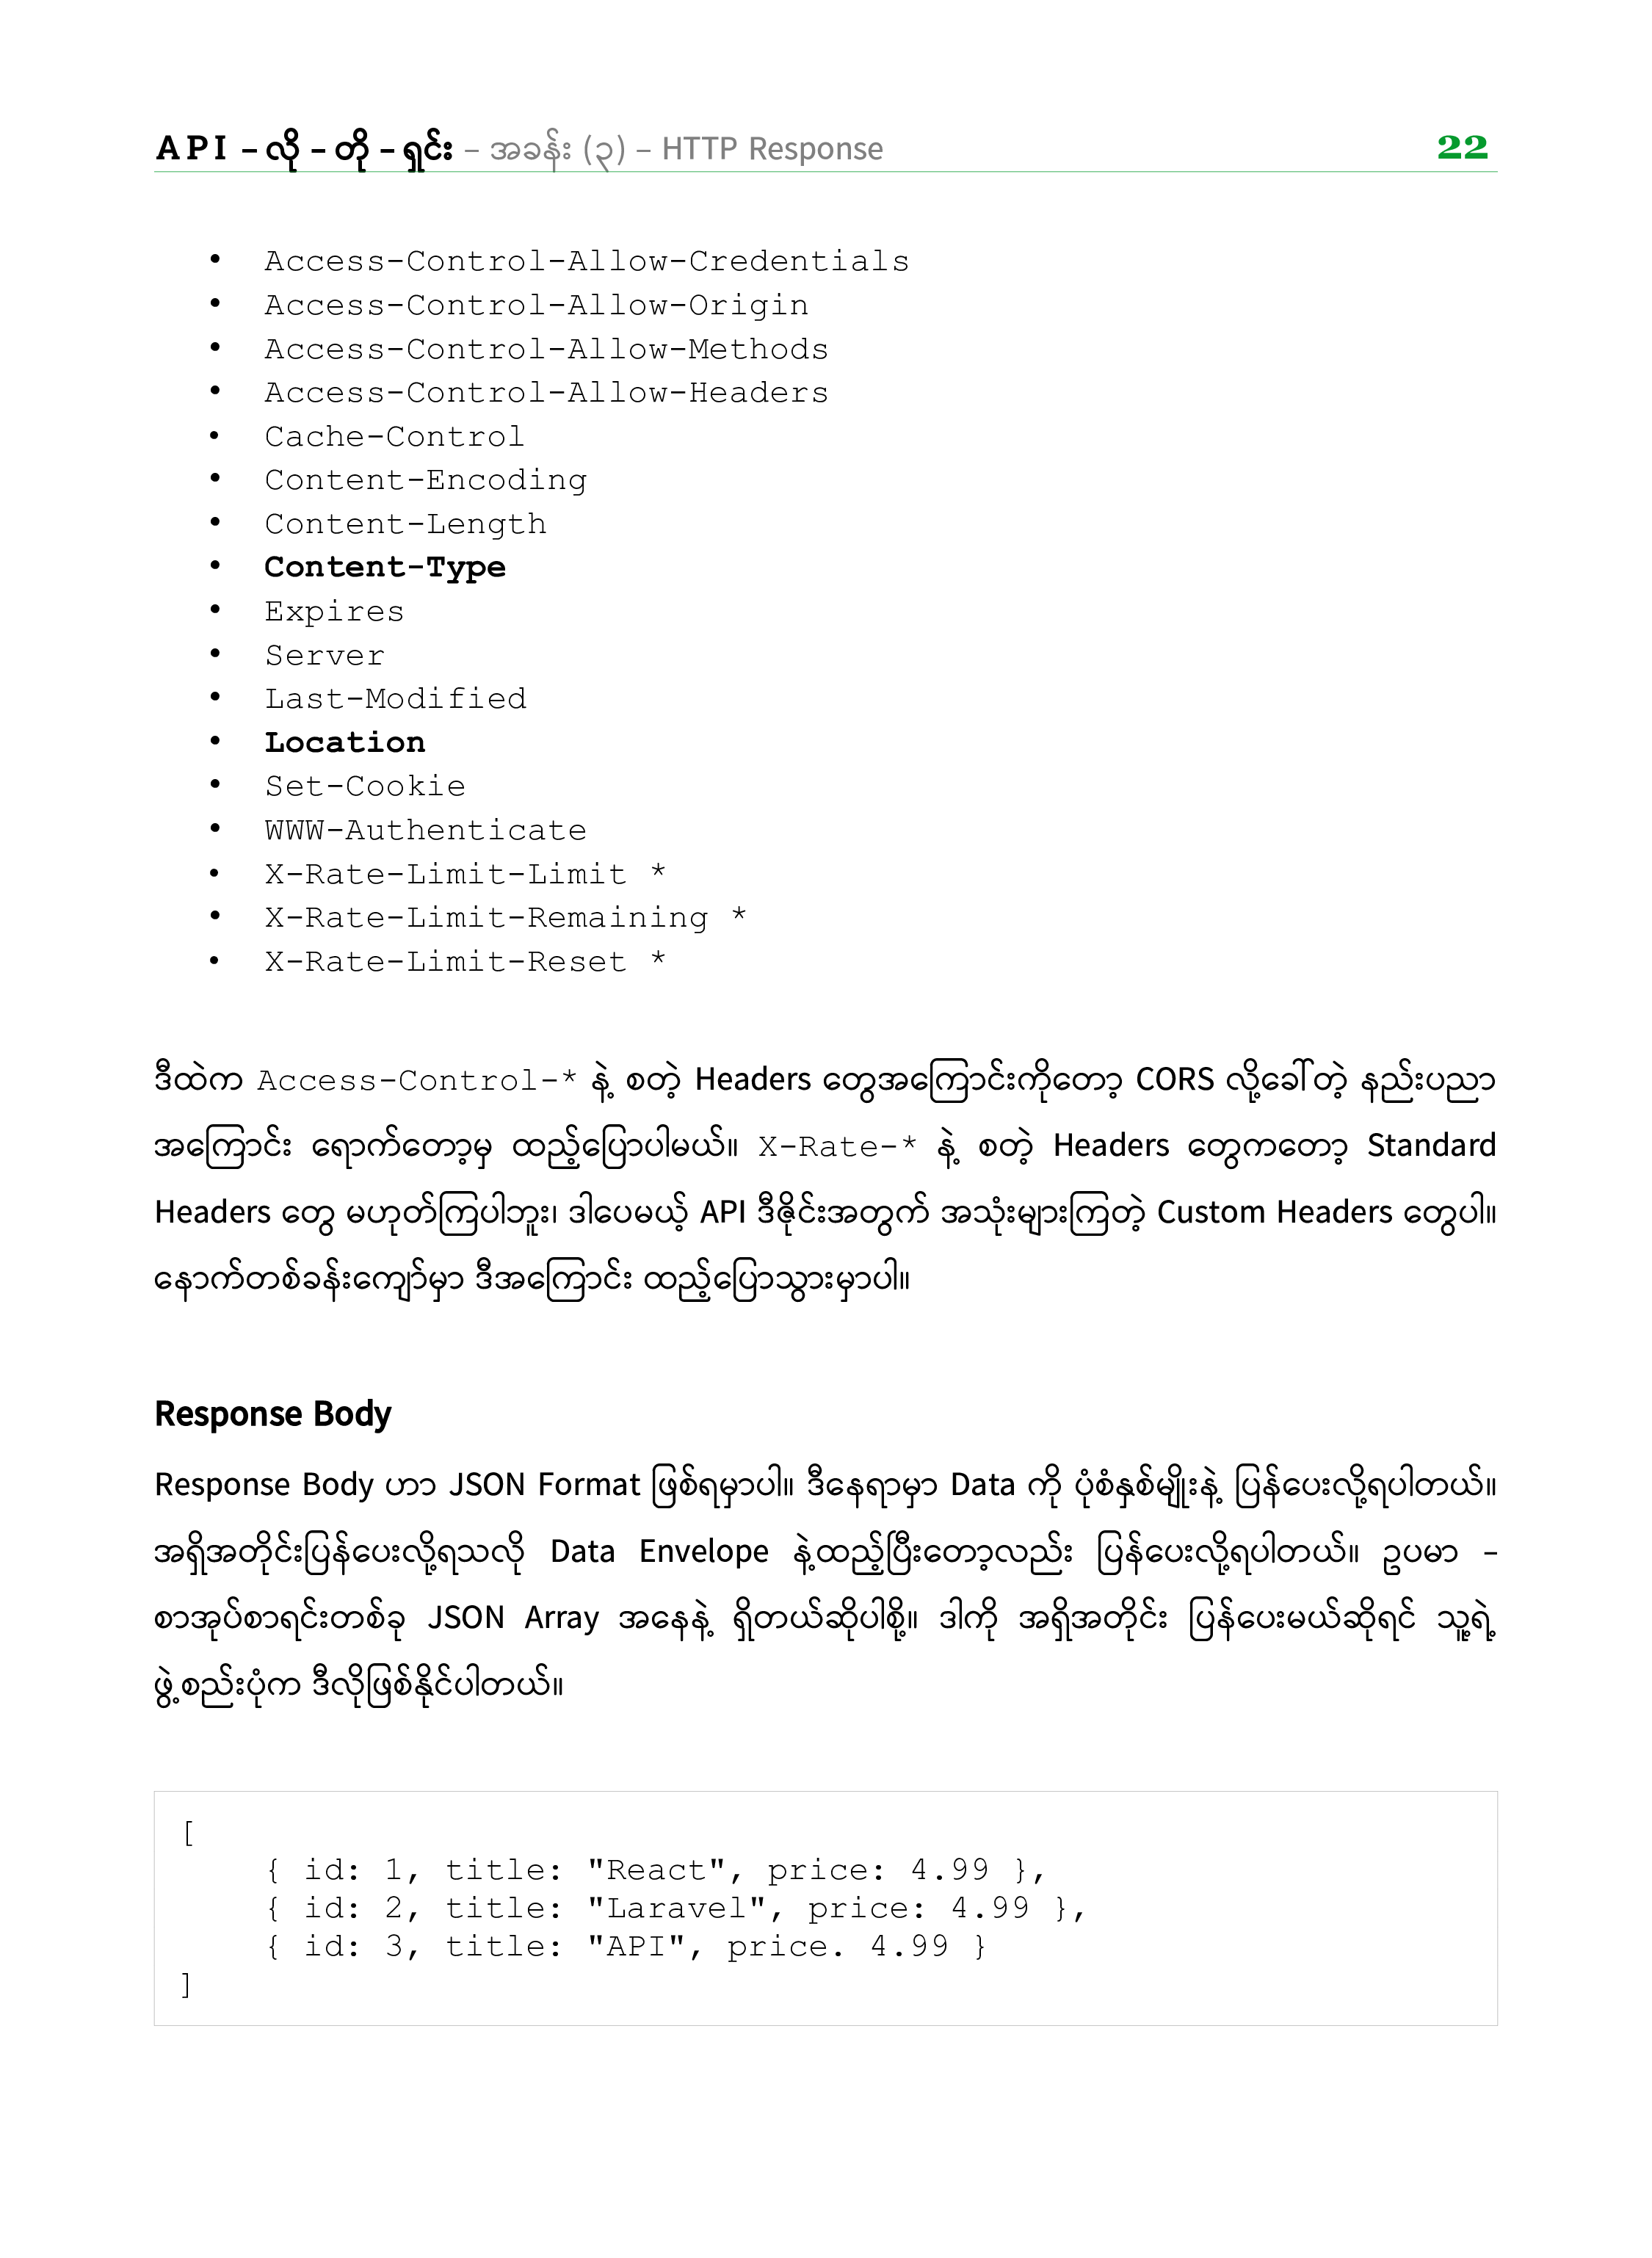 API – လို – တို – ရှင်း – အခန်း (၃) – HTTP Response 22
• Access-Control-Allow-Credentials
• Access-Control-Allow-Origin
• Access-Control-Allow-Methods
• Access-Control-Allow-Headers
• Cache-Control
• Content-Encoding
• Content-Length
• Content-Type
• Expires
• Server
• Last-Modified
• Location
• Set-Cookie
• WWW-Authenticate
• X-Rate-Limit-Limit *
• X-Rate-Limit-Remaining *
• X-Rate-Limit-Reset *
ဒီထဲက Access-Control-* နဲ့ စတဲ့ Headers တွေအကြောင်းကိုတော့ CORS လို့ခေါ်တဲ့ နည်းပညာ
အကြောင်း ရောက်တော့မှ ထည့်ပြောပါမယ်။ X-Rate-* နဲ့ စတဲ့ Headers တွေကတော့ Standard
Headers တွေ မဟုတ်ကြပါဘူး၊ ဒါပေမယ့် API ဒီဇိုင်းအတွက် အသုံးများကြတဲ့ Custom Headers တွေပါ။
နောက်တစ်ခန်းကျော်မှာ ဒီအကြောင်း ထည့်ပြောသွားမှာပါ။
Response Body
Response Body ဟာ JSON Format ဖြစ်ရမှာပါ။ ဒီနေရာမှာ Data ကို ပုံစံနှစ်မျိုးနဲ့ ပြန်ပေးလို့ရပါတယ်။
အရှိအတိုင်းပြန်ပေးလို့ရသလို Data Envelope နဲ့ထည့်ပြီးတော့လည်း ပြန်ပေးလို့ရပါတယ်။ ဥပမာ –
စာအုပ်စာရင်းတစ်ခု JSON Array အနေနဲ့ ရှိတယ်ဆိုပါစို့။ ဒါကို အရှိအတိုင်း ပြန်ပေးမယ်ဆိုရင် သူ့ရဲ့
ဖွဲ့စည်းပုံက ဒီလိုဖြစ်နိုင်ပါတယ်။
[
    { id: 1, title: "React", price: 4.99 },
    { id: 2, title: "Laravel", price: 4.99 },
    { id: 3, title: "API", price. 4.99 }
]